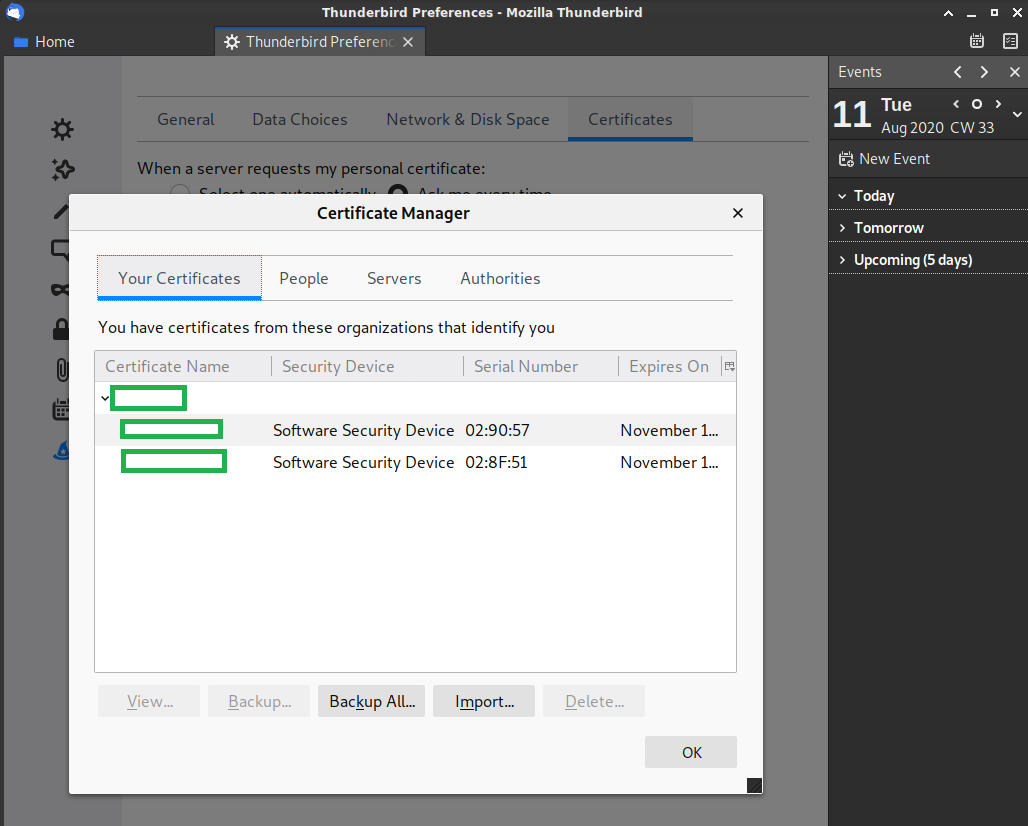 Thunderbird Preferences - Mozilla Thunderbird
Home
Thunderbird Preferenc
General Data Choices Network & Disk Space Certificates
When a server requests my personal certificate:
Select one automatically Ask me every time
Certificate Manager
Your Certificates People Servers Authorities
You have certificates from these organizations that identify you
Certificate Name Security Device Serial Number Expires On
Software Security Device 02:90:57 November 1...
Software Security Device 02:8F:51 November 1...
View... Backup... Backup All... Import... Delete...
OK
Events
11 Tue
Aug 2020 CW 33
New Event
Today
Tomorrow
Upcoming (5 days)